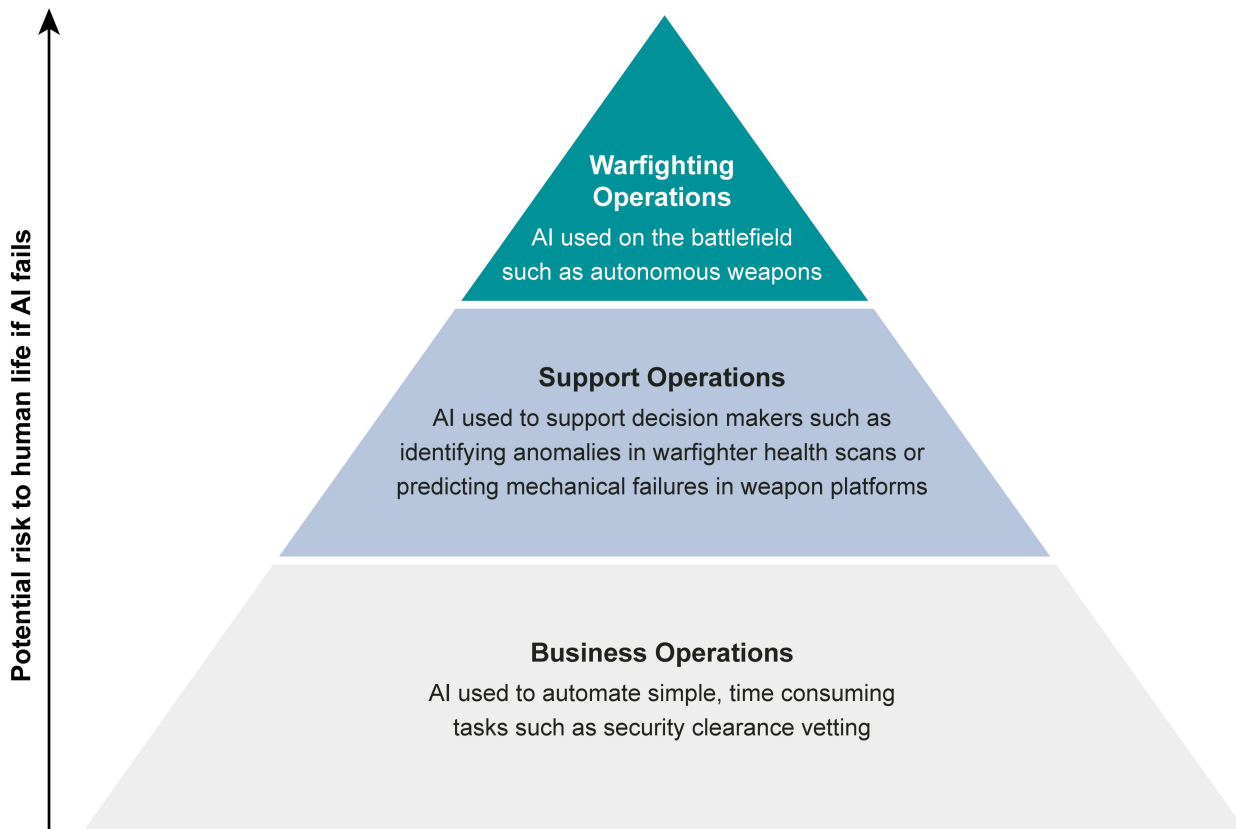 Potential risk to human life if AI fails
Warfighting
Operations
AI used on the battlefield
such as autonomous weapons
Support Operations
AI used to support decision makers such as
identifying anomalies in warfighter health scans or
predicting mechanical failures in weapon platforms
Business Operations
AI used to automate simple, time consuming
tasks such as security clearance vetting